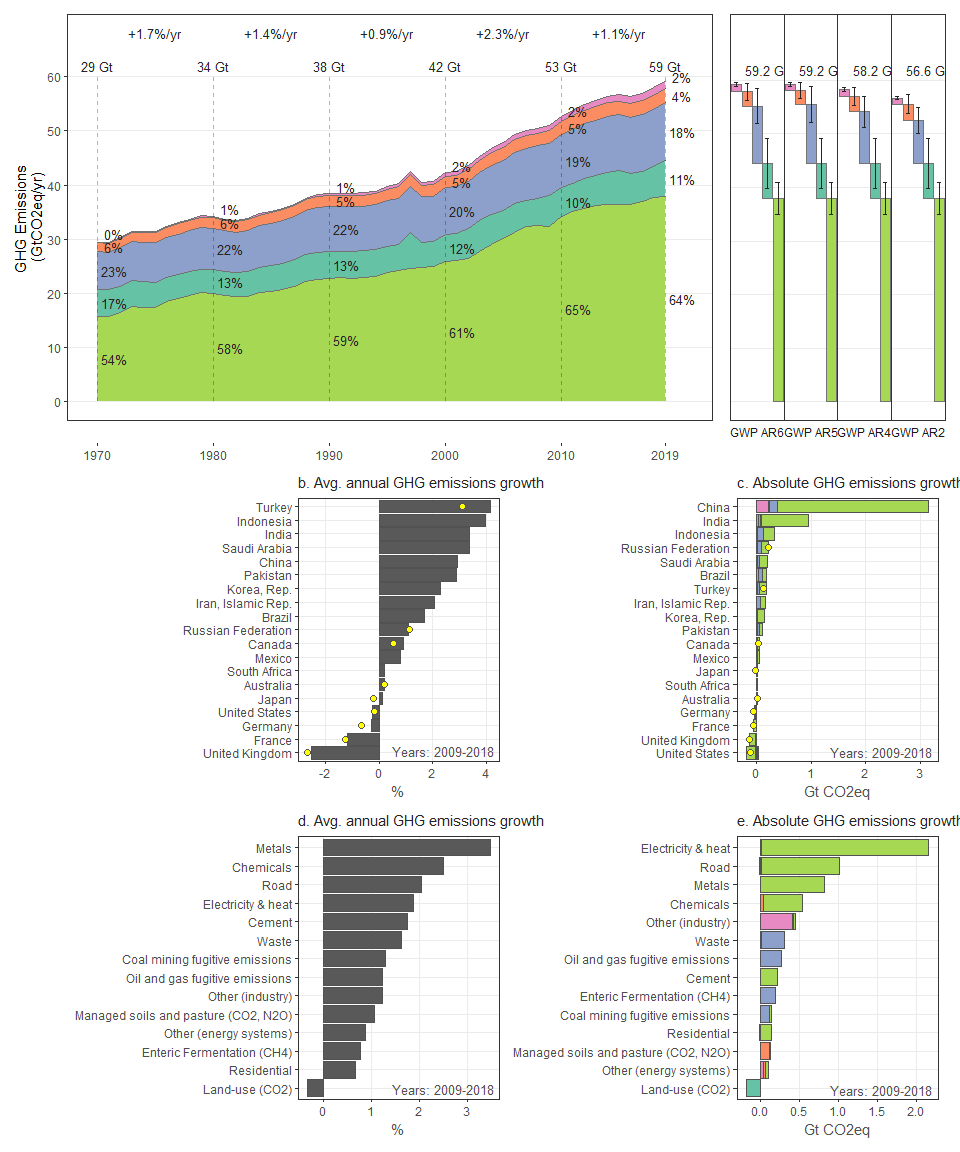 +1.7%/yr +1.4%/yr +0.9%/yr +2.3%/yr +1.1%/yr
29 Gt 34 Gt 38 Gt 42 Gt 53 Gt 59 Gt
59.2 G 59.2 G 58.2 G 56.6 G
GHG Emissions
(GtCO2eq/yr)
60
50
40
30
20
10
0
0%
6%
23%
17%
54%
1%
6%
22%
13%
58%
1%
5%
22%
13%
59%
2%
5%
20%
12%
61%
2%
5%
19%
10%
65%
2%
4%
18%
11%
64%
1970 1980 1990 2000 2010 2019
GWP AR6 GWP AR5 GWP AR4 GWP AR2
b. Avg. annual GHG emissions growth
Turkey
Indonesia
India
Saudi Arabia
China
Pakistan
Korea, Rep.
Iran, Islamic Rep.
Brazil
Russian Federation
Canada
Mexico
South Africa
Australia
Japan
United States
Germany
France
United Kingdom
Years: 2009-2018
-2 0 2 4
%
c. Absolute GHG emissions growth
China
India
Indonesia
Russian Federation
Saudi Arabia
Brazil
Turkey
Iran, Islamic Rep.
Korea, Rep.
Pakistan
Canada
Mexico
Japan
South Africa
Australia
Germany
France
United Kingdom
United States
Years: 2009-2018
0 1 2 3
Gt CO2eq
d. Avg. annual GHG emissions growth
Metals
Chemicals
Road
Electricity & heat
Cement
Waste
Coal mining fugitive emissions
Oil and gas fugitive emissions
Other (industry)
Managed soils and pasture (CO2, N2O)
Other (energy systems)
Enteric Fermentation (CH4)
Residential
Land-use (CO2)
Years: 2009-2018
0 1 2 3
%
e. Absolute GHG emissions growth
Electricity & heat
Road
Metals
Chemicals
Other (industry)
Waste
Oil and gas fugitive emissions
Cement
Enteric Fermentation (CH4)
Coal mining fugitive emissions
Residential
Managed soils and pasture (CO2, N2O)
Other (energy systems)
Land-use (CO2)
Years: 2009-2018
0.0 0.5 1.0 1.5 2.0
Gt CO2eq